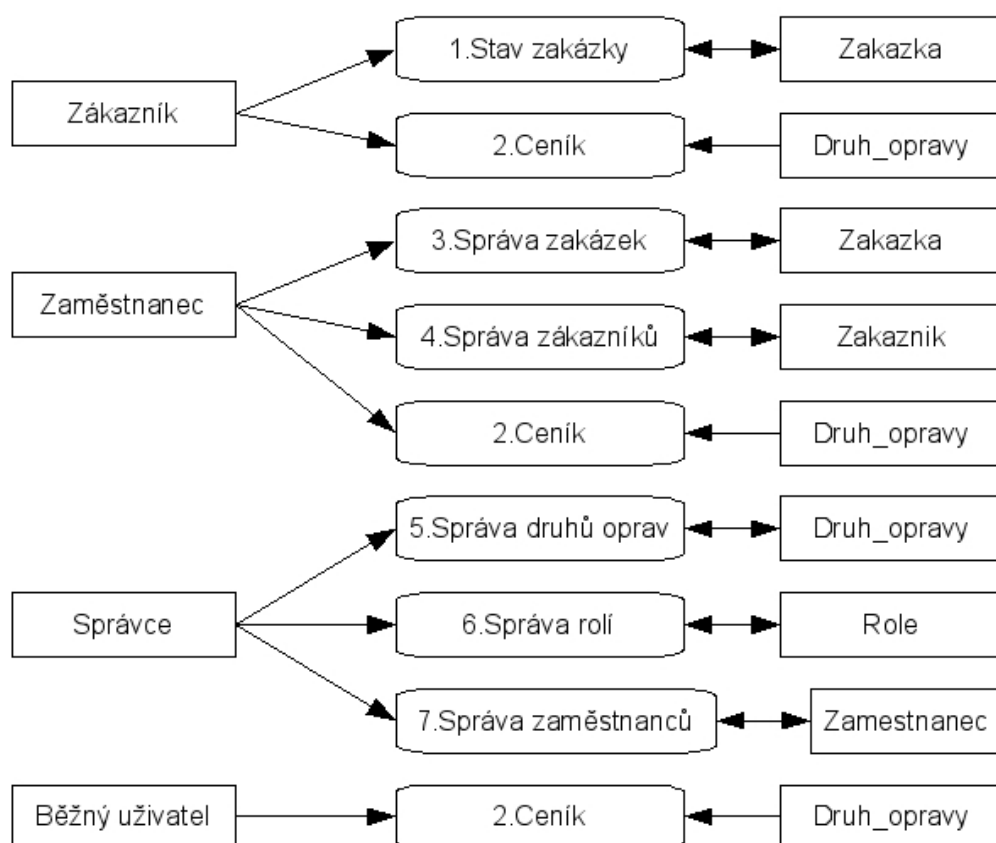 1.Stav zakázky
Zakazka
Zákazník
2.Ceník
Druh_opravy
3.Správa zakázek
Zakazka
Zaměstnanec
4.Správa zákazníků
Zakaznik
2.Ceník
Druh_opravy
5.Správa druhů oprav
Druh_opravy
Správce
6.Správa rolí
Role
7.Správa zaměstnanců
Zamestnanec
Běžný uživatel
2.Ceník
Druh_opravy